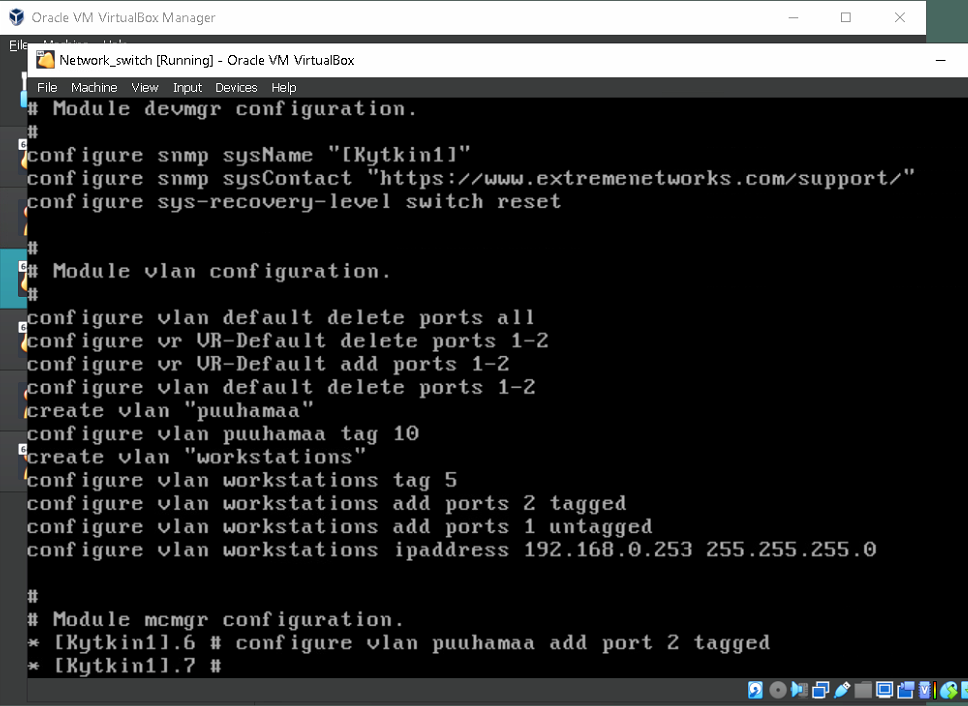 Oracle VM VirtualBox Manager
File Machine Help
Network_switch [Running] - Oracle VM VirtualBox
File Machine View Input Devices Help
# Module devmgr configuration.
#
configure snmp sysName "[Kytkin1]"
configure snmp sysContact "https://www.extremenetworks.com/support/"
configure sys-recovery-level switch reset
#
# Module vlan configuration.
#
configure vlan default delete ports all
configure vr VR-Default delete ports 1-2
configure vr VR-Default add ports 1-2
configure vlan default delete ports 1-2
create vlan "puuhamaa"
configure vlan puuhamaa tag 10
create vlan "workstations"
configure vlan workstations tag 5
configure vlan workstations add ports 2 tagged
configure vlan workstations add ports 1 untagged
configure vlan workstations ipaddress 192.168.0.253 255.255.255.0
#
# Module mcmgr configuration.
* [Kytkin1].6 # configure vlan puuhamaa add port 2 tagged
* [Kytkin1].7 #